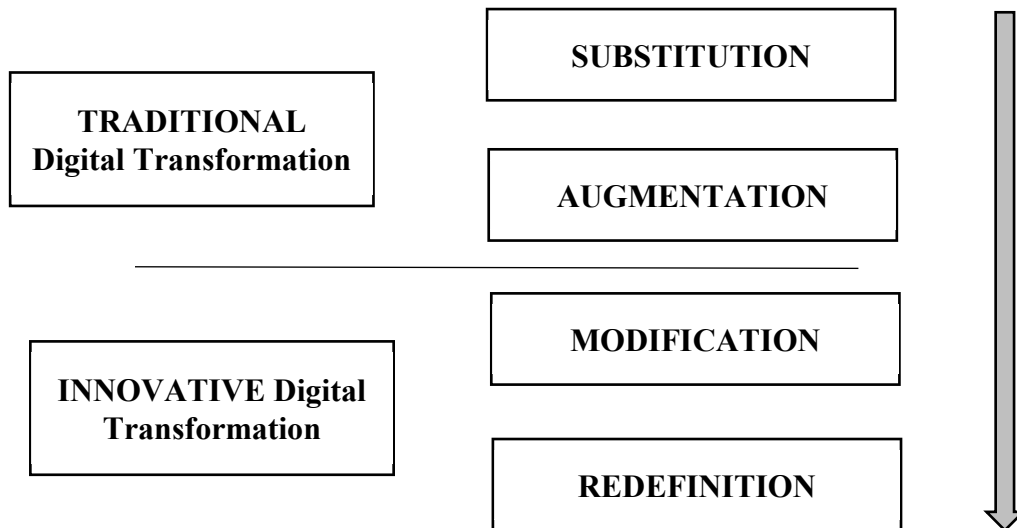 SUBSTITUTION
TRADITIONAL
Digital Transformation
AUGMENTATION
MODIFICATION
INNOVATIVE Digital
Transformation
REDEFINITION